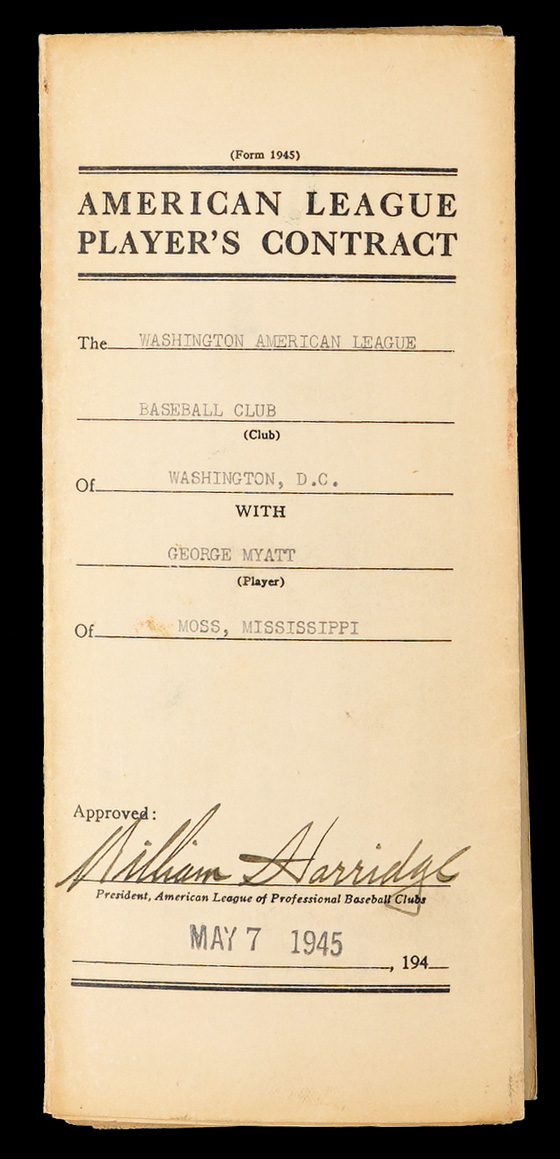 (Form 1945)
AMERICAN LEAGUE
PLAYER'S CONTRACT
The WASHINGTON AMERICAN LEAGUE
BASEBALL CLUB
(Club)
Of WASHINGTON, D.C.
WITH
GEORGE MYATT
(Player)
Of MOSS, MISSISSIPPI
Approved:
William Harridge
President, American League of Professional Baseball Clubs
MAY 7 1945
, 194